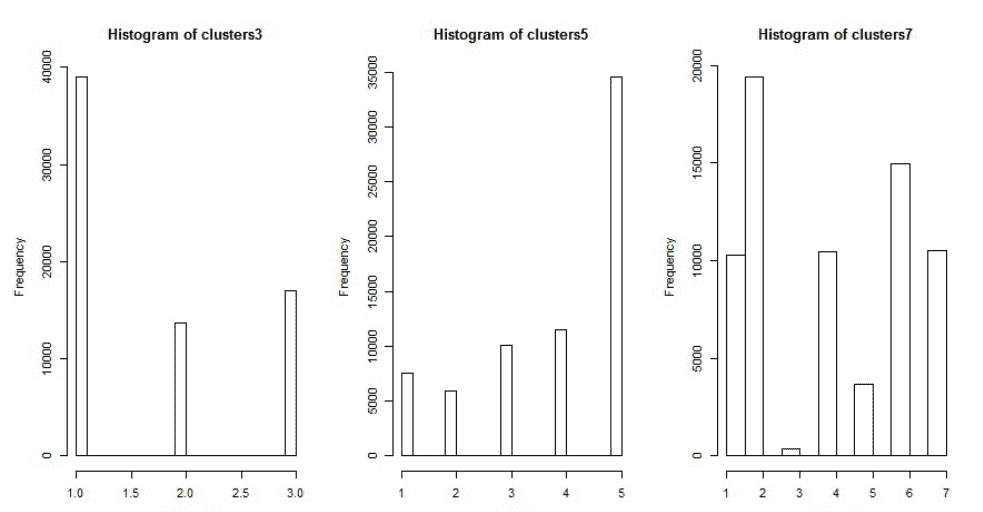 Histogram of clusters3
Frequency
40000
30000
20000
10000
0
1.0 1.5 2.0 2.5 3.0
Histogram of clusters5
Frequency
35000
30000
25000
20000
15000
10000
5000
0
1 2 3 4 5
Histogram of clusters7
Frequency
20000
15000
10000
5000
0
1 2 3 4 5 6 7